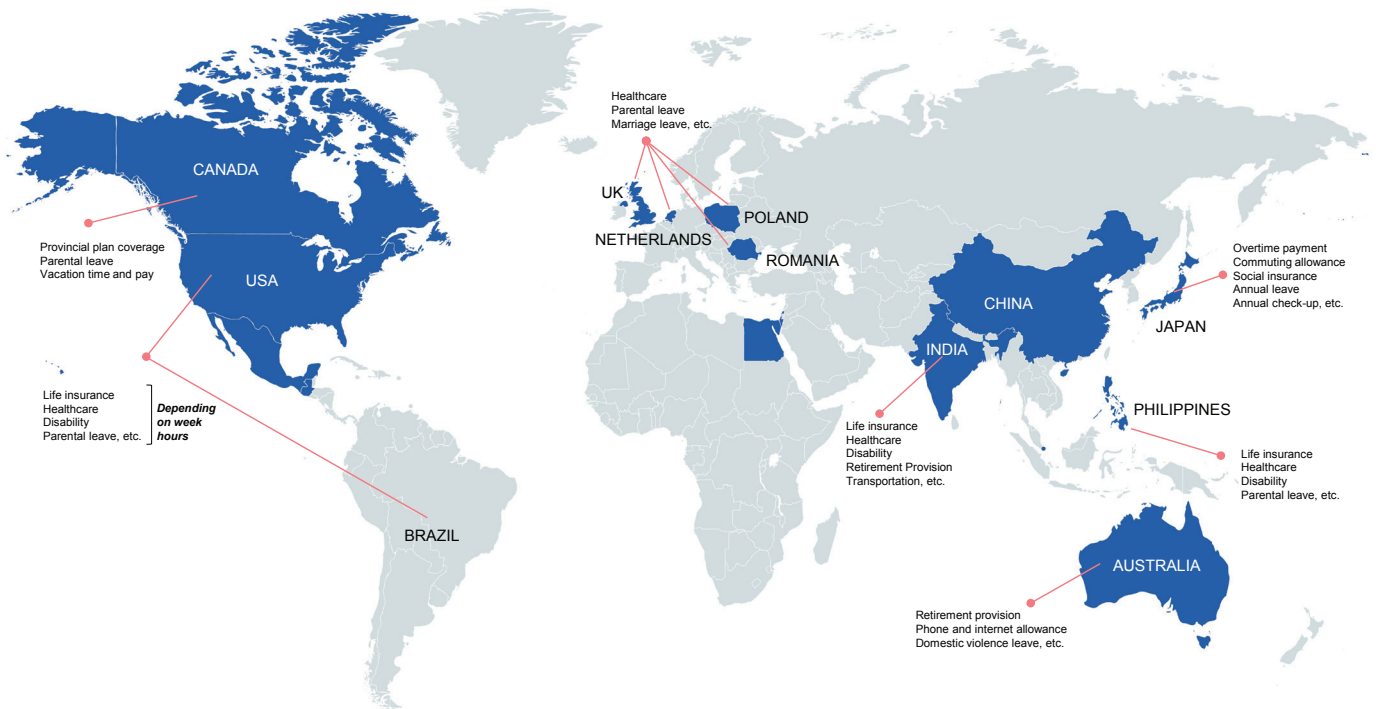 Healthcare
Parental leave
Marriage leave, etc.
CANADA
UK
POLAND
NETHERLANDS
ROMANIA
Provincial plan coverage
Parental leave
Vacation time and pay
USA
CHINA
Overtime payment
Commuting allowance
Social insurance
Annual leave
Annual check-up, etc.
JAPAN
INDIA
Life insurance
Healthcare
Disability
Parental leave, etc.
Depending
on week
hours
PHILIPPINES
Life insurance
Healthcare
Disability
Retirement Provision
Transportation, etc.
Life insurance
Healthcare
Disability
Parental leave, etc.
BRAZIL
AUSTRALIA
Retirement provision
Phone and internet allowance
Domestic violence leave, etc.